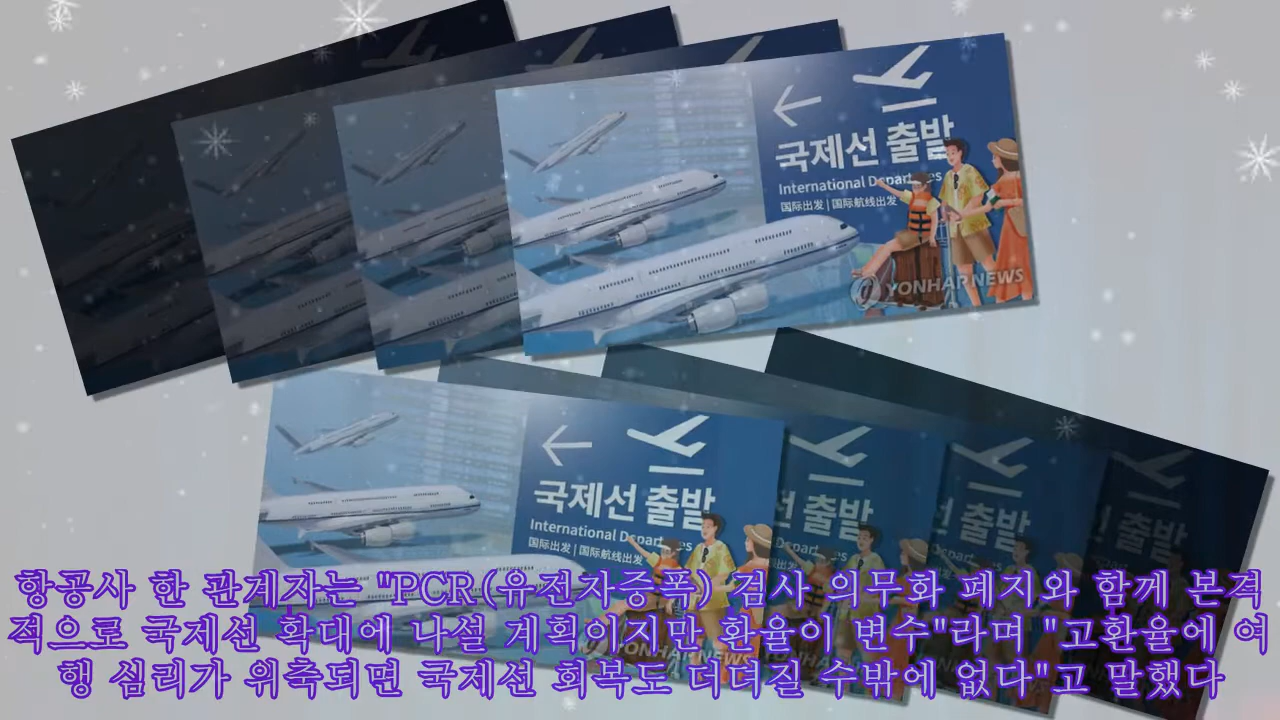 국제선 출발
International Departures
国际出发 | 国际航线出发
YONHAP NEWS
국제선 출발
International Departures
国际出发 | 国际航线出发
출발
출발
YONHAP NEWS
항공사 한 관계자는 "PCR(유전자증폭) 검사 의무화 폐지와 함께 본격
적으로 국제선 확대에 나설 계획이지만 환율이 변수"라며 "고환율에 여
행 심리가 위축되면 국제선 회복도 더뎌질 수밖에 없다"고 말했다